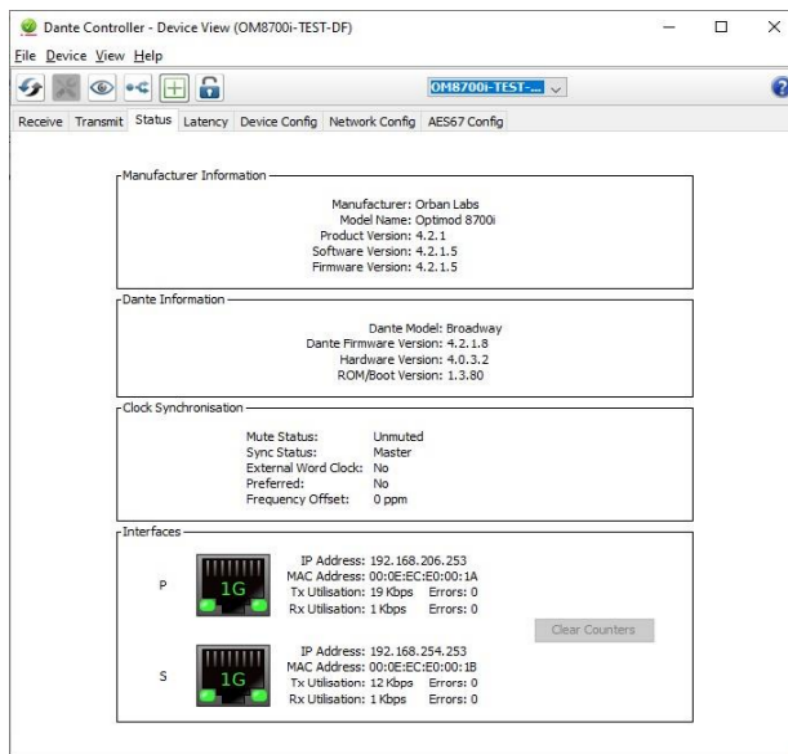 Dante Controller - Device View (OM8700i-TEST-DF)
File Device View Help
OM8700i-TEST-...
?
Receive Transmit Status Latency Device Config Network Config AES67 Config
Manufacturer Information
Manufacturer: Orban Labs
Model Name: Optimod 8700i
Product Version: 4.2.1
Software Version: 4.2.1.5
Firmware Version: 4.2.1.5
Dante Information
Dante Model: Broadway
Dante Firmware Version: 4.2.1.8
Hardware Version: 4.0.3.2
ROM/Boot Version: 1.3.80
Clock Synchronisation
Mute Status: Unmuted
Sync Status: Master
External Word Clock: No
Preferred: No
Frequency Offset: 0 ppm
Interfaces
P
1G
IP Address: 192.168.206.253
MAC Address: 00:0E:EC:E0:00:1A
Tx Utilisation: 19 Kbps Errors: 0
Rx Utilisation: 1 Kbps Errors: 0
Clear Counters
S
1G
IP Address: 192.168.254.253
MAC Address: 00:0E:EC:E0:00:1B
Tx Utilisation: 12 Kbps Errors: 0
Rx Utilisation: 1 Kbps Errors: 0